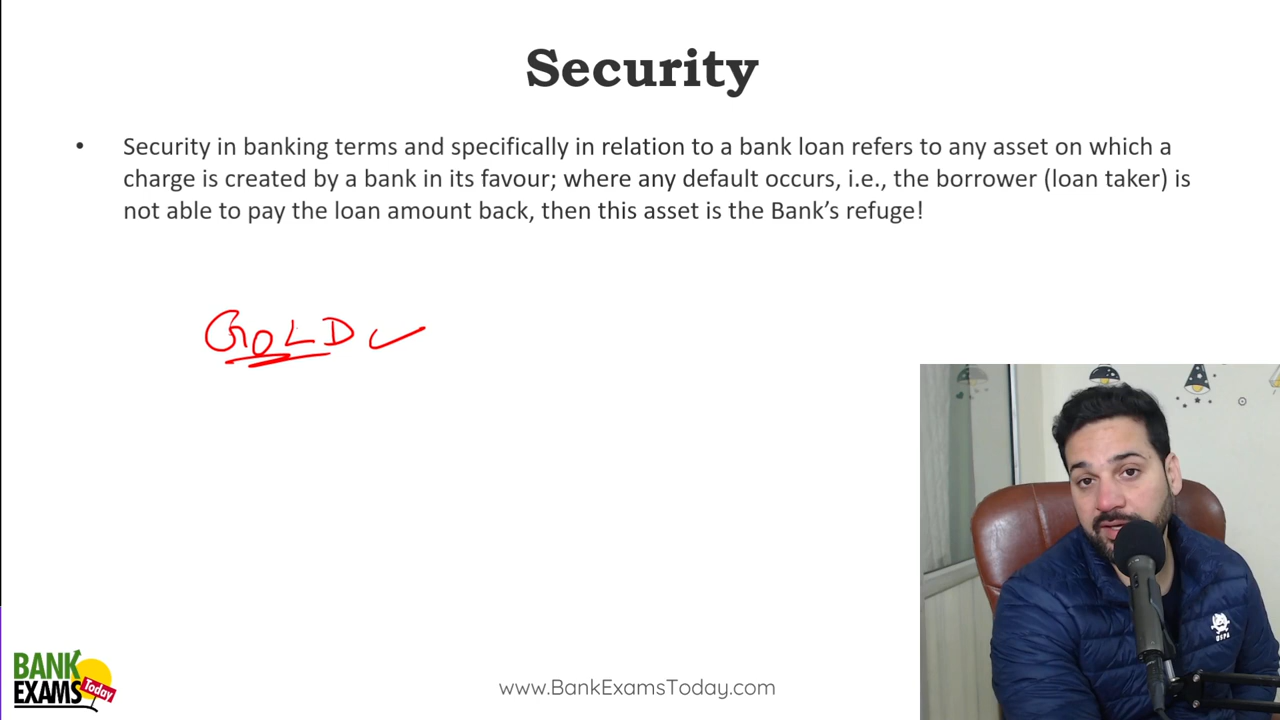 Security
• Security in banking terms and specifically in relation to a bank loan refers to any asset on which a
charge is created by a bank in its favour; where any default occurs, i.e., the borrower (loan taker) is
not able to pay the loan amount back, then this asset is the Bank’s refuge!
GOLD ✓
BANK
EXAMS
Today
www.BankExamsToday.com